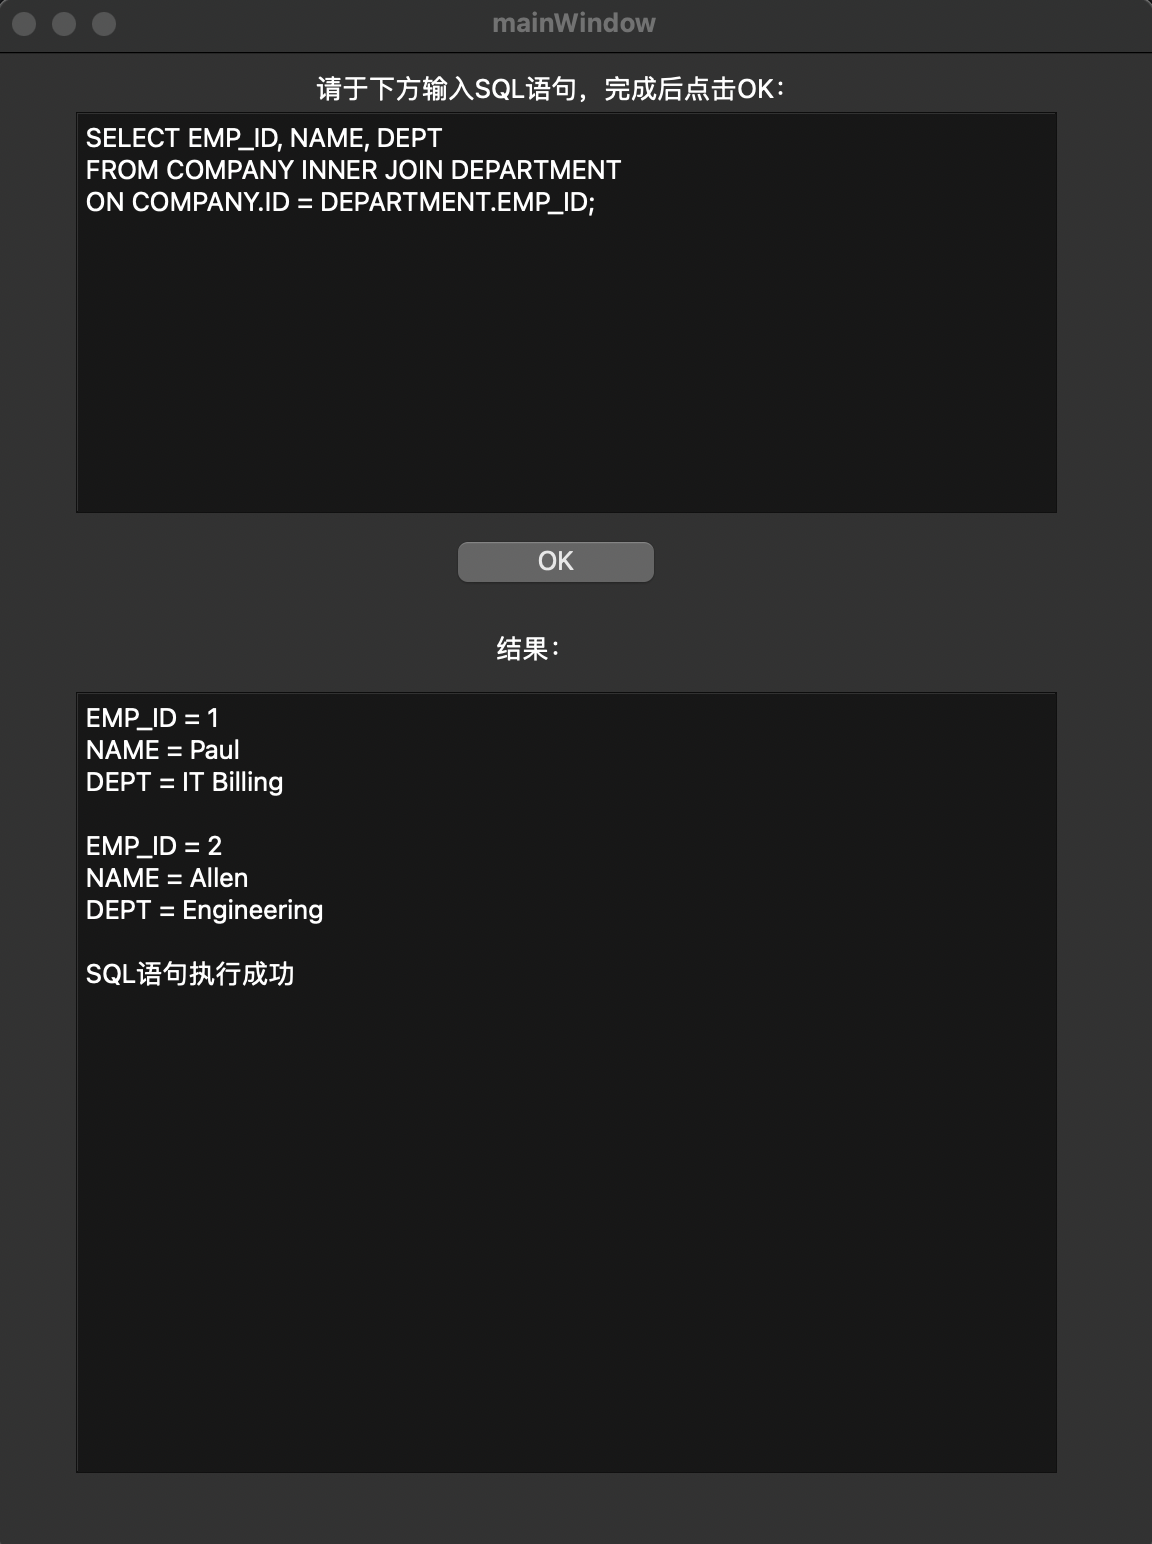 mainWindow
请于下方输入SQL语句，完成后点击OK：
SELECT EMP_ID, NAME, DEPT
FROM COMPANY INNER JOIN DEPARTMENT
ON COMPANY.ID = DEPARTMENT.EMP_ID;
OK
结果：
EMP_ID = 1
NAME = Paul
DEPT = IT Billing
EMP_ID = 2
NAME = Allen
DEPT = Engineering
SQL语句执行成功